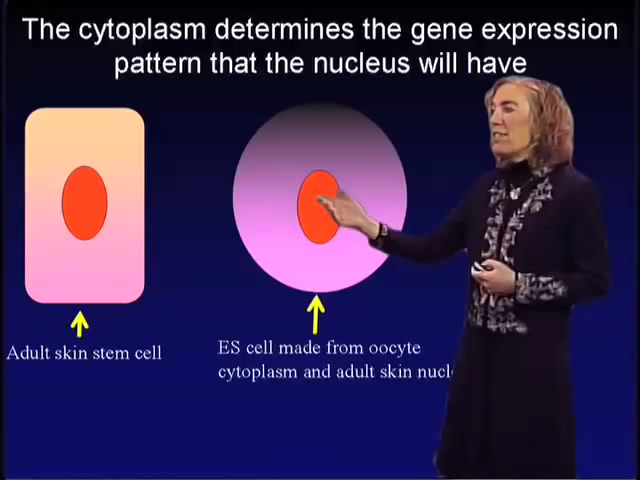 The cytoplasm determines the gene expression
pattern that the nucleus will have
Adult skin stem cell
ES cell made from oocyte
cytoplasm and adult skin nucl